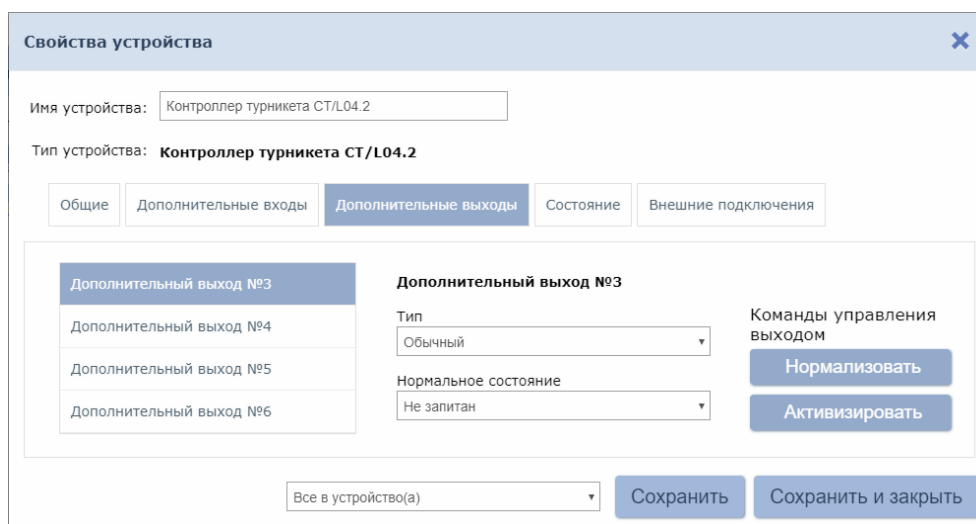 Свойства устройства
Имя устройства: Контроллер турникета CT/L04.2
Тип устройства: Контроллер турникета CT/L04.2
Общие Дополнительные входы Дополнительные выходы Состояние Внешние подключения
Дополнительный выход №3
Дополнительный выход №4
Дополнительный выход №5
Дополнительный выход №6
Дополнительный выход №3
Тип
Обычный
Нормальное состояние
Не запитан
Команды управления
выходом
Нормализовать
Активизировать
Все в устройство(а) Сохранить Сохранить и закрыть